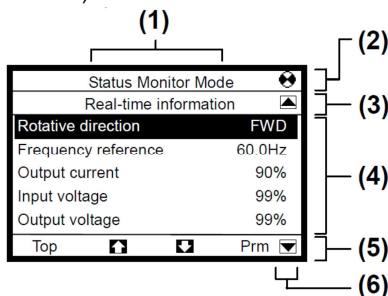 (1)
(2)
Status Monitor Mode
(3)
Real-time information
Rotative direction FWD
Frequency reference 60.0Hz
Output current 90%
(4)
Input voltage 99%
Output voltage 99%
Top Prm
(5)
(6)